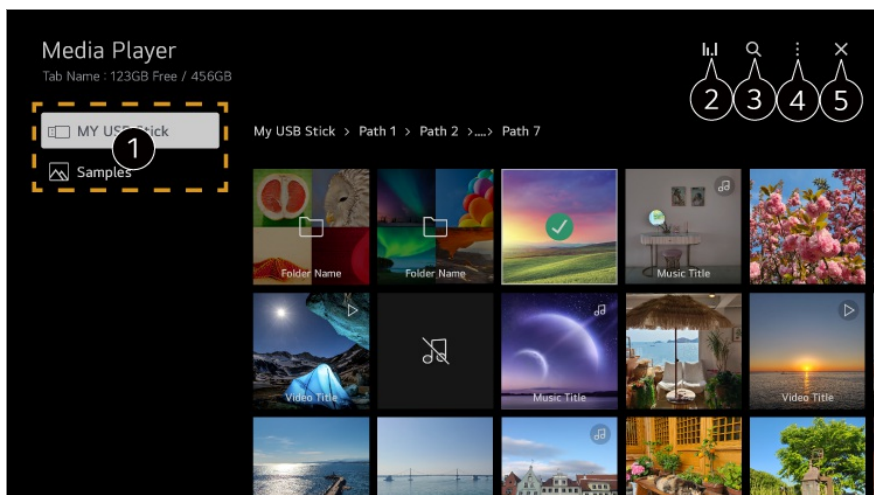 Media Player
Tab Name : 123GB Free / 456GB
2 3 4 5
MY USB Stick
1
Samples
My USB Stick > Path 1 > Path 2 >....> Path 7
Folder Name
Folder Name
Music Title
Video Title
Music Title
Video Title